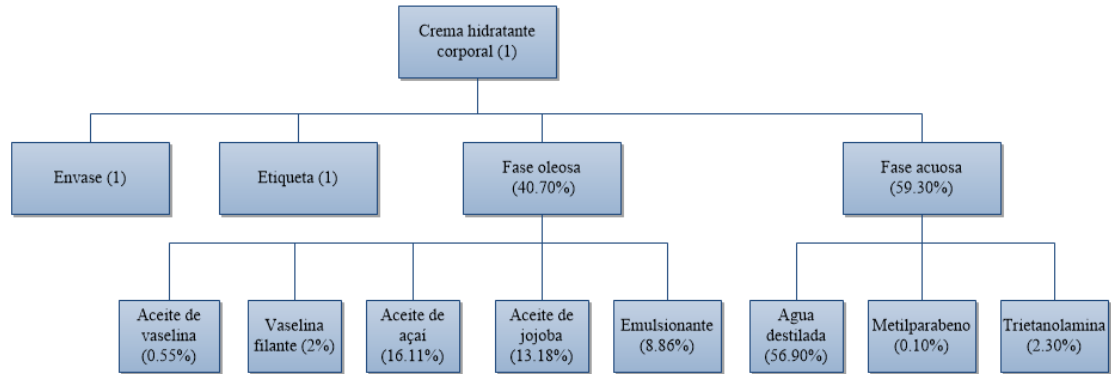 Crema hidratante
corporal (1)
Envase (1)
Etiqueta (1)
Fase oleosa
(40.70%)
Fase acuosa
(59.30%)
Aceite de
vaselina
(0.55%)
Vaselina
filante (2%)
Aceite de
açaí
(16.11%)
Aceite de
jojoba
(13.18%)
Emulsionante
(8.86%)
Agua
destilada
(56.90%)
Metilparabeno
(0.10%)
Trietanolamina
(2.30%)